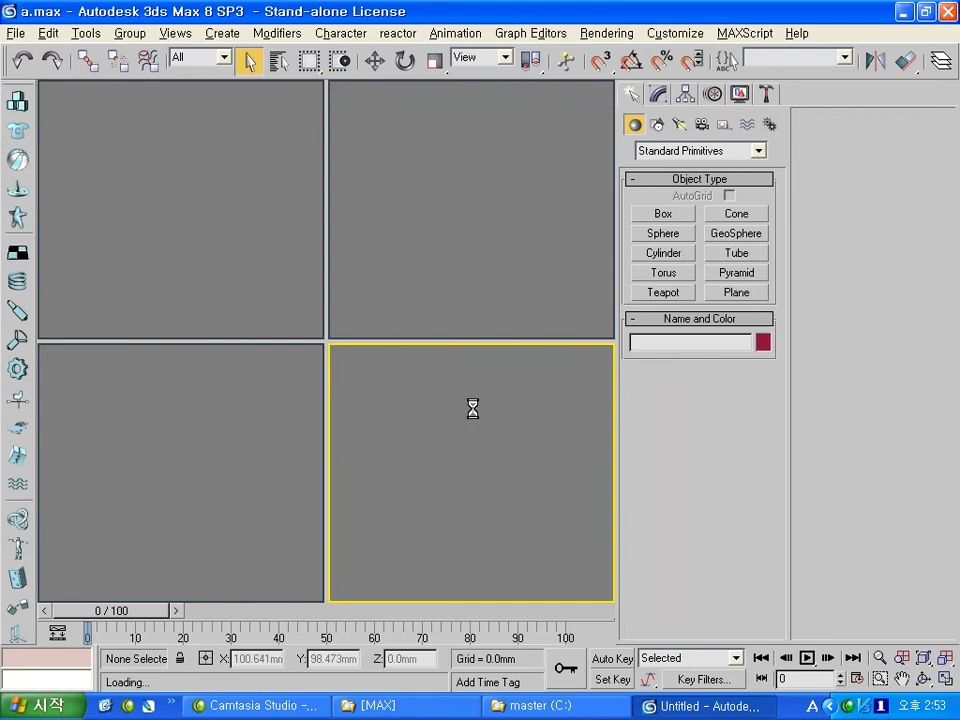 a.max - Autodesk 3ds Max 8 SP3 - Stand-alone License
File Edit Tools Group Views Create Modifiers Character reactor Animation Graph Editors Rendering Customize MAXScript Help
All View
Standard Primitives
- Object Type
AutoGrid
Box Cone
Sphere GeoSphere
Cylinder Tube
Torus Pyramid
Teapot Plane
- Name and Color
< 0 / 100 >
0 10 20 30 40 50 60 70 80 90 100
None Selecte X: 100.641mm Y: 98.473mm Z: 0.0mm Grid = 0.0mm Auto Key Selected
Loading... Add Time Tag Set Key Key Filters... 0
시작 Camtasia Studio -... [MAX] master (C:) Untitled - Autode... A 오후 2:53